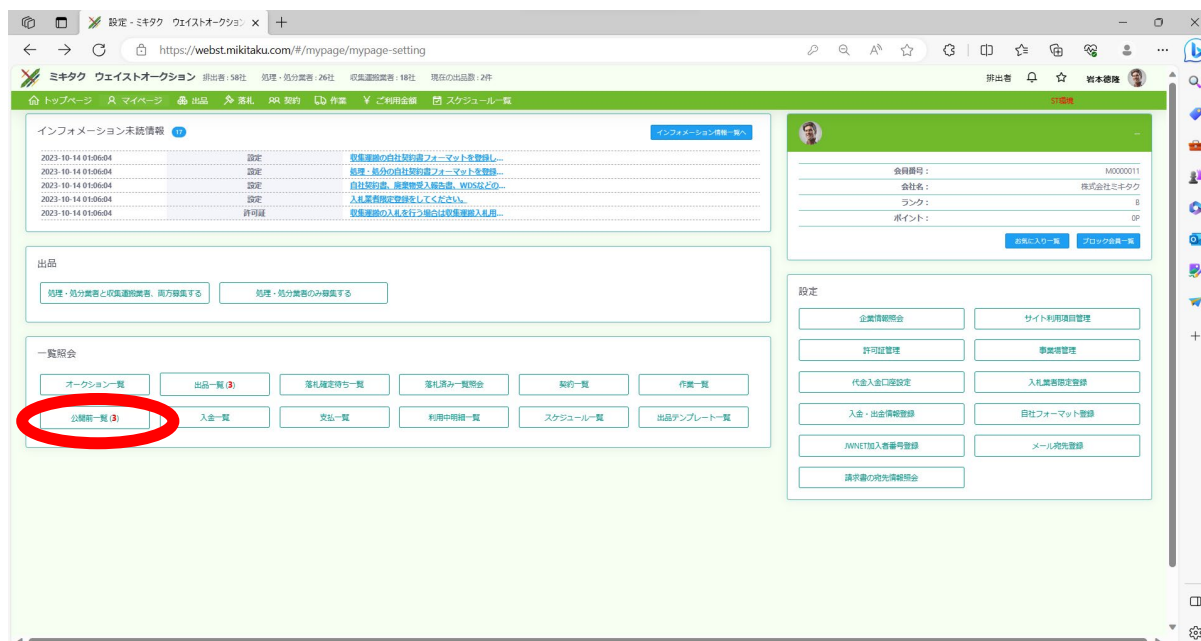 設定 - ミキタク ウェイストオークション
https://webst.mikitaku.com/#/mypage/mypage-setting
ミキタク ウェイストオークション 排出者 : 58社 処理・処分業者 : 26社 収集運搬業者 : 18社 現在の出品数 : 2件 排出者 岩本徳隆
トップページ マイページ 出品 落札 契約 作業 ¥ ご利用金額 スケジュール一覧 ST環境
インフォメーション未読情報 17 インフォメーション情報一覧へ
2023-10-14 01:06:04 設定 収集運搬の自社契約書フォーマットを登録し...
2023-10-14 01:06:04 設定 処理・処分の自社契約書フォーマットを登録...
2023-10-14 01:06:04 設定 自社契約書、廃棄物受入報告書、WDSなどの...
2023-10-14 01:06:04 設定 入札業者限定登録をしてください。
2023-10-14 01:06:04 許可証 収集運搬の入札を行う場合は収集運搬入札用...
会員番号 : M0000011
会社名 : 株式会社ミキタク
ランク : B
ポイント : 0P
お気に入り一覧 ブロック会員一覧
出品
処理・処分業者と収集運搬業者、両方募集する 処理・処分業者のみ募集する
一覧照会
オークション一覧 出品一覧 (3) 落札確定待ち一覧 落札済み一覧照会 契約一覧 作業一覧
公開前一覧 (3) 入金一覧 支払一覧 利用中明細一覧 スケジュール一覧 出品テンプレート一覧
設定
企業情報照会 サイト利用項目管理
許可証管理 事業場管理
代金入金口座設定 入札業者限定登録
入金・出金情報登録 自社フォーマット登録
JWNET加入者番号登録 メール宛先登録
請求書の宛先情報照会